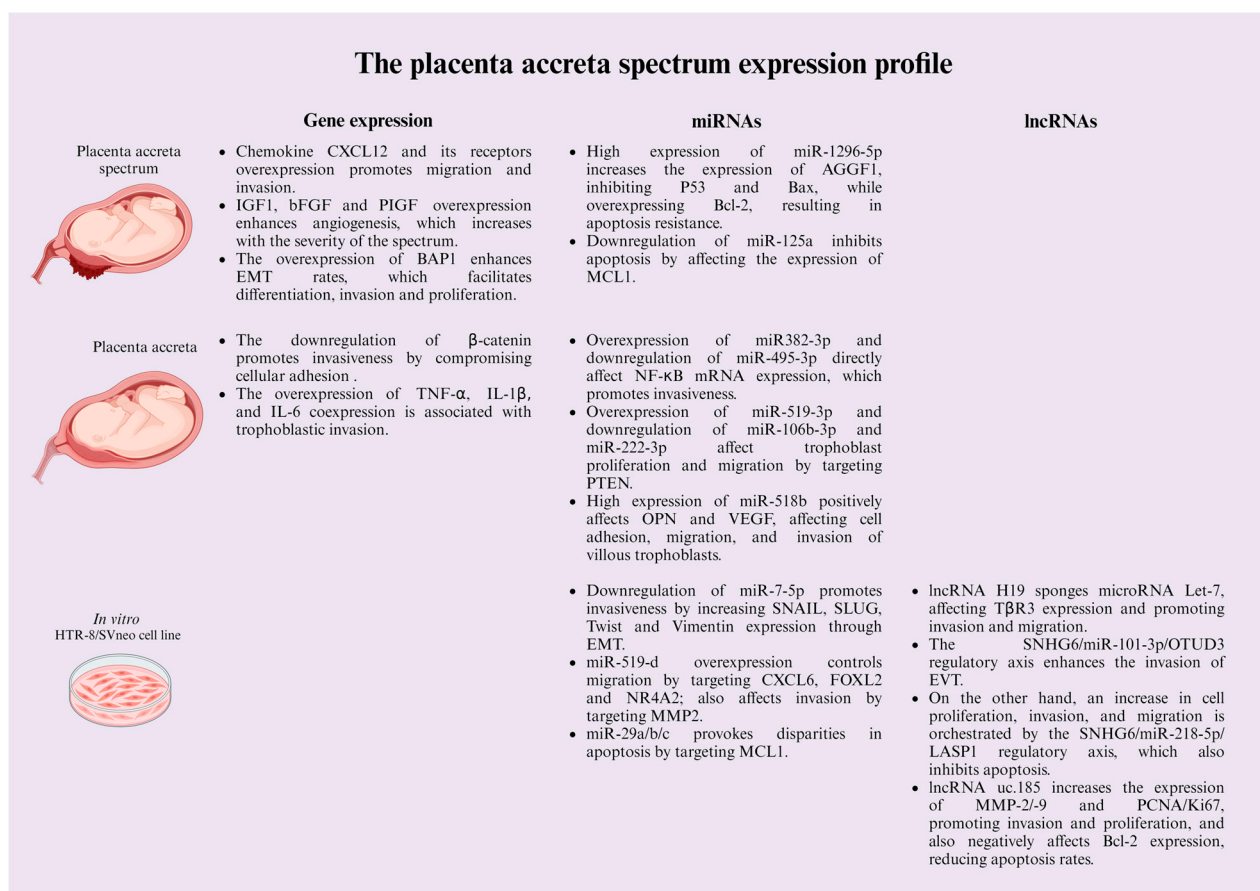 The placenta accreta spectrum expression profile
Gene expression
miRNAs
lncRNAs
Placenta accreta
spectrum
• Chemokine CXCL12 and its receptors
overexpression promotes migration and
invasion.
• IGF1, bFGF and PIGF overexpression
enhances angiogenesis, which increases
with the severity of the spectrum.
• The overexpression of BAP1 enhances
EMT rates, which facilitates
differentiation, invasion and proliferation.
• High expression of miR-1296-5p
increases the expression of AGGF1,
inhibiting P53 and Bax, while
overexpressing Bcl-2, resulting in
apoptosis resistance.
• Downregulation of miR-125a inhibits
apoptosis by affecting the expression of
MCL1.
Placenta accreta
• The downregulation of β-catenin
promotes invasiveness by compromising
cellular adhesion .
• The overexpression of TNF-α, IL-1β,
and IL-6 coexpression is associated with
trophoblastic invasion.
• Overexpression of miR382-3p and
downregulation of miR-495-3p directly
affect NF-κB mRNA expression, which
promotes invasiveness.
• Overexpression of miR-519-3p and
downregulation of miR-106b-3p and
miR-222-3p affect trophoblast
proliferation and migration by targeting
PTEN.
• High expression of miR-518b positively
affects OPN and VEGF, affecting cell
adhesion, migration, and invasion of
villous trophoblasts.
In vitro
HTR-8/SVneo cell line
• Downregulation of miR-7-5p promotes
invasiveness by increasing SNAIL, SLUG,
Twist and Vimentin expression through
EMT.
• miR-519-d overexpression controls
migration by targeting CXCL6, FOXL2
and NR4A2; also affects invasion by
targeting MMP2.
• miR-29a/b/c provokes disparities in
apoptosis by targeting MCL1.
• lncRNA H19 sponges microRNA Let-7,
affecting TβR3 expression and promoting
invasion and migration.
• The SNHG6/miR-101-3p/OTUD3
regulatory axis enhances the invasion of
EVT.
• On the other hand, an increase in cell
proliferation, invasion, and migration is
orchestrated by the SNHG6/miR-218-5p/
LASP1 regulatory axis, which also
inhibits apoptosis.
• lncRNA uc.185 increases the expression
of MMP-2/-9 and PCNA/Ki67,
promoting invasion and proliferation, and
also negatively affects Bcl-2 expression,
reducing apoptosis rates.